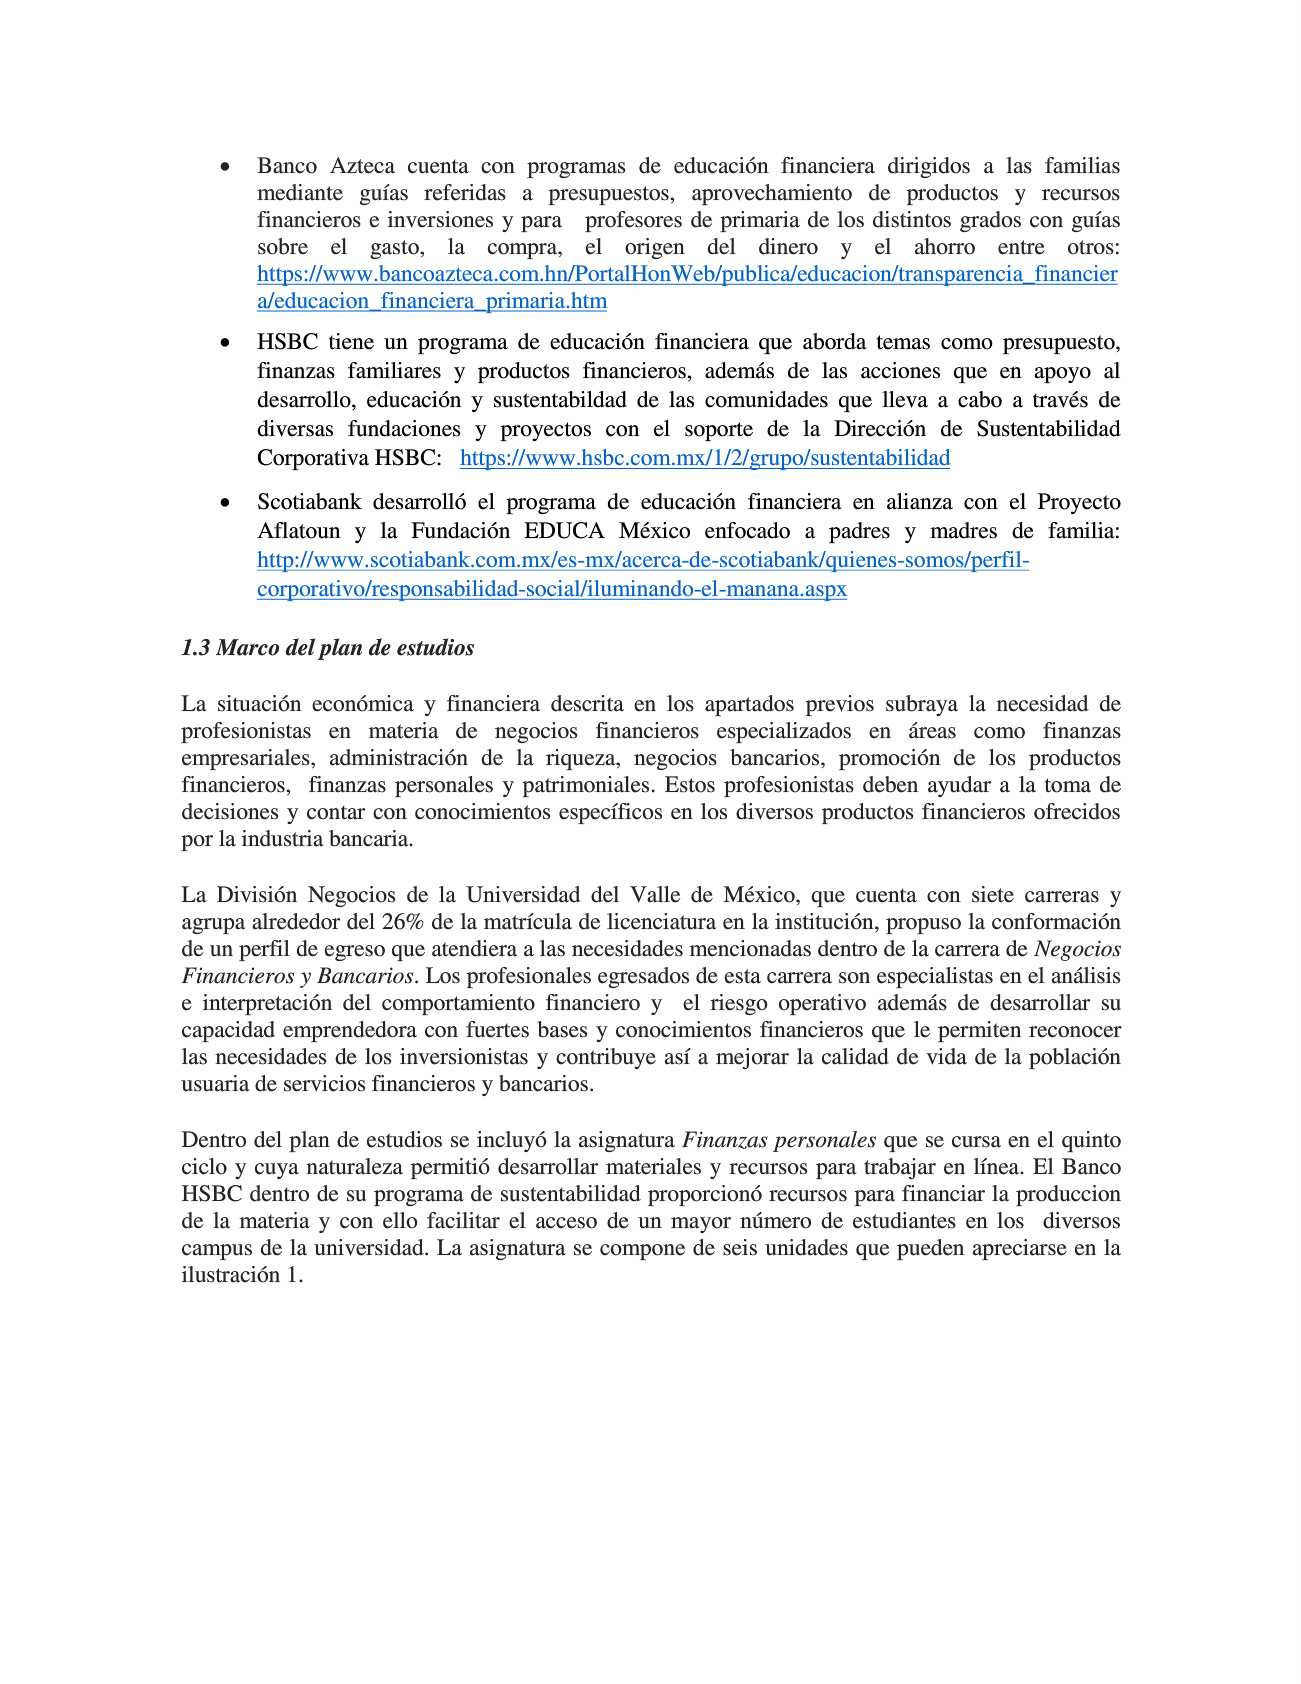 • Banco Azteca cuenta con programas de educación financiera dirigidos a las familias
mediante guías referidas a presupuestos, aprovechamiento de productos y recursos
financieros e inversiones y para profesores de primaria de los distintos grados con guías
sobre el gasto, la compra, el origen del dinero y el ahorro entre otros:
https://www.bancoazteca.com.hn/PortalHonWeb/publica/educacion/transparencia_financier
a/educacion_financiera_primaria.htm
• HSBC tiene un programa de educación financiera que aborda temas como presupuesto,
finanzas familiares y productos financieros, además de las acciones que en apoyo al
desarrollo, educación y sustentabildad de las comunidades que lleva a cabo a través de
diversas fundaciones y proyectos con el soporte de la Dirección de Sustentabilidad
Corporativa HSBC: https://www.hsbc.com.mx/1/2/grupo/sustentabilidad
• Scotiabank desarrolló el programa de educación financiera en alianza con el Proyecto
Aflatoun y la Fundación EDUCA México enfocado a padres y madres de familia:
http://www.scotiabank.com.mx/es-mx/acerca-de-scotiabank/quienes-somos/perfil-
corporativo/responsabilidad-social/iluminando-el-manana.aspx
1.3 Marco del plan de estudios
La situación económica y financiera descrita en los apartados previos subraya la necesidad de
profesionistas en materia de negocios financieros especializados en áreas como finanzas
empresariales, administración de la riqueza, negocios bancarios, promoción de los productos
financieros, finanzas personales y patrimoniales. Estos profesionistas deben ayudar a la toma de
decisiones y contar con conocimientos específicos en los diversos productos financieros ofrecidos
por la industria bancaria.
La División Negocios de la Universidad del Valle de México, que cuenta con siete carreras y
agrupa alrededor del 26% de la matrícula de licenciatura en la institución, propuso la conformación
de un perfil de egreso que atendiera a las necesidades mencionadas dentro de la carrera de Negocios
Financieros y Bancarios. Los profesionales egresados de esta carrera son especialistas en el análisis
e interpretación del comportamiento financiero y el riesgo operativo además de desarrollar su
capacidad emprendedora con fuertes bases y conocimientos financieros que le permiten reconocer
las necesidades de los inversionistas y contribuye así a mejorar la calidad de vida de la población
usuaria de servicios financieros y bancarios.
Dentro del plan de estudios se incluyó la asignatura Finanzas personales que se cursa en el quinto
ciclo y cuya naturaleza permitió desarrollar materiales y recursos para trabajar en línea. El Banco
HSBC dentro de su programa de sustentabilidad proporcionó recursos para financiar la produccion
de la materia y con ello facilitar el acceso de un mayor número de estudiantes en los diversos
campus de la universidad. La asignatura se compone de seis unidades que pueden apreciarse en la
ilustración 1.